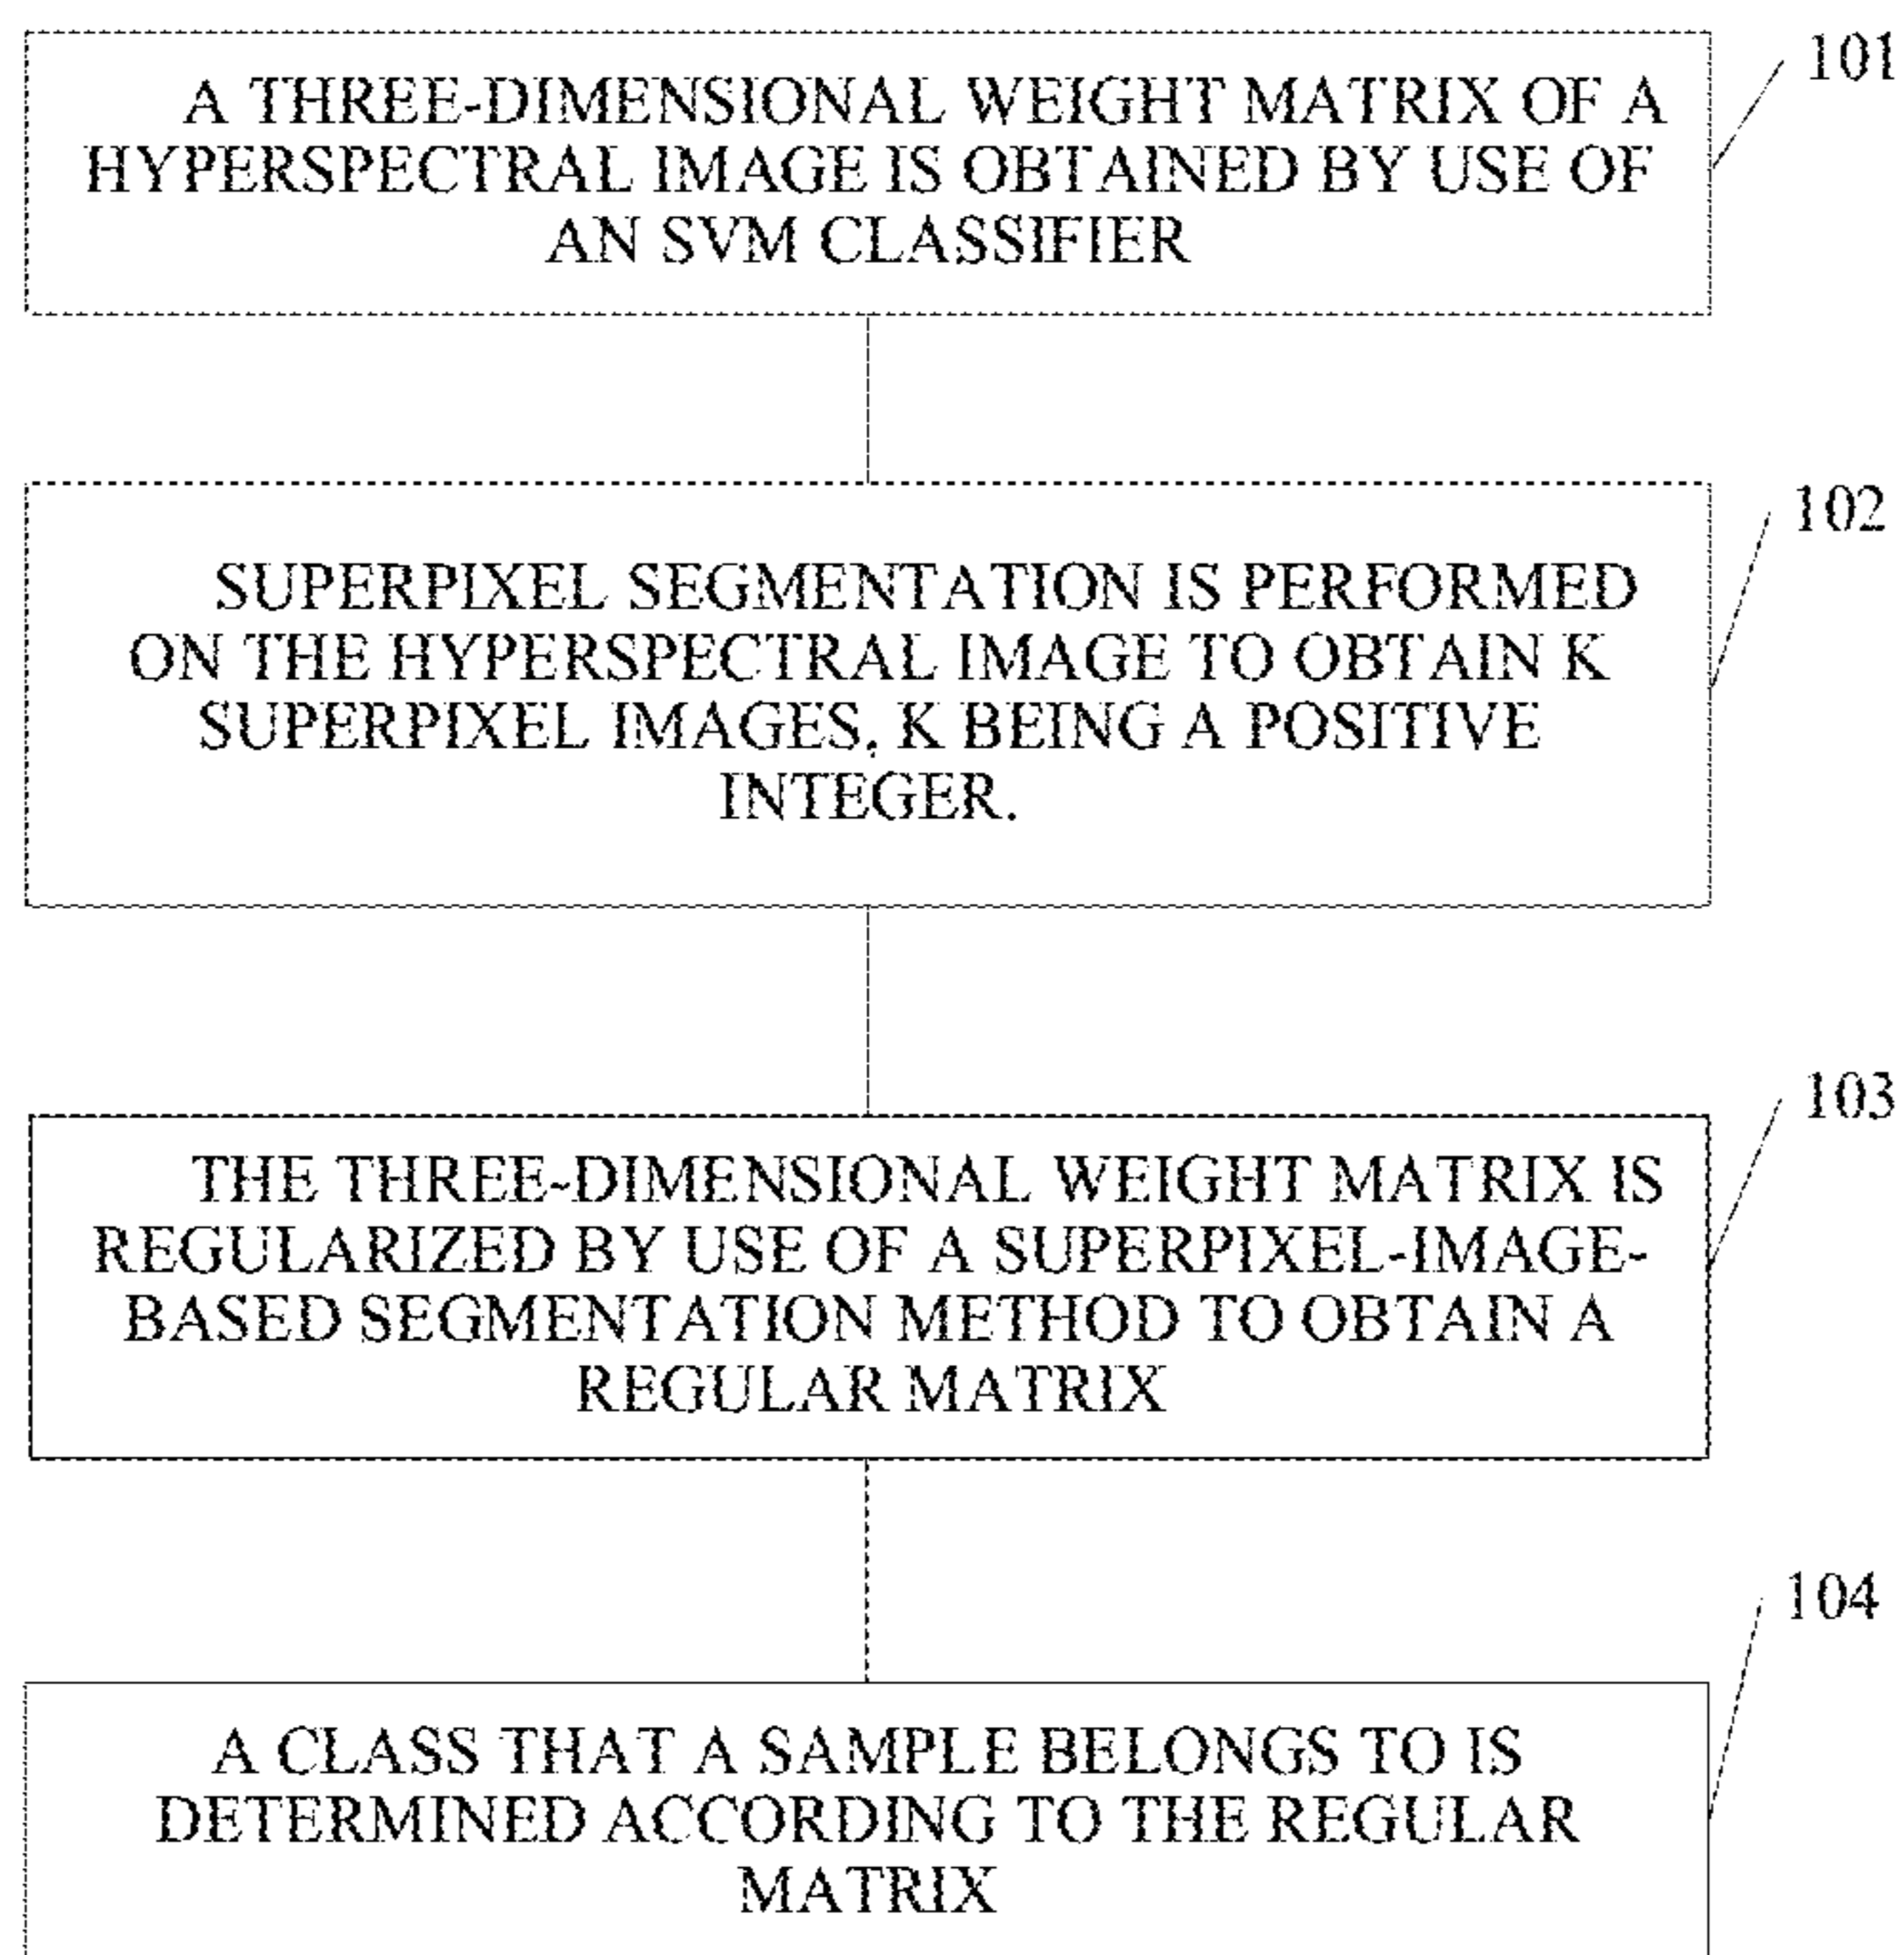 101
A THREE-DIMENSIONAL WEIGHT MATRIX OF A
HYPERSPECTRAL IMAGE IS OBTAINED BY USE OF
AN SVM CLASSIFIER
102
SUPERPIXEL SEGMENTATION IS PERFORMED
ON THE HYPERSPECTRAL IMAGE TO OBTAIN K
SUPERPIXEL IMAGES, K BEING A POSITIVE
INTEGER.
103
THE THREE-DIMENSIONAL WEIGHT MATRIX IS
REGULARIZED BY USE OF A SUPERPIXEL-IMAGE-
BASED SEGMENTATION METHOD TO OBTAIN A
REGULAR MATRIX
104
A CLASS THAT A SAMPLE BELONGS TO IS
DETERMINED ACCORDING TO THE REGULAR
MATRIX